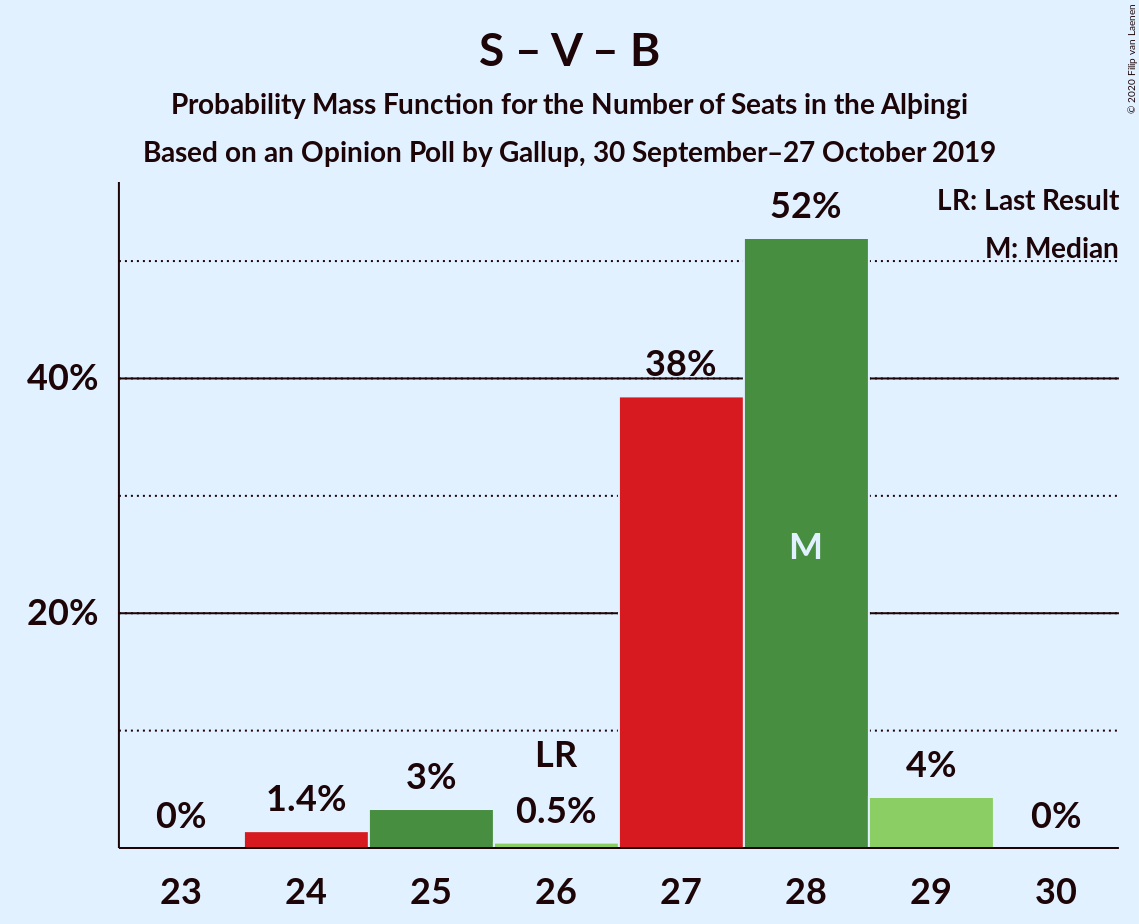 S – V – B
Probability Mass Function for the Number of Seats in the Alþingi
Based on an Opinion Poll by Gallup, 30 September–27 October 2019
© 2020 Filip van Laenen
LR: Last Result
M: Median
52%
38%
40%
M
20%
LR
4%
3%
1.4%
0.5%
0%
0%
23 24 25 26 27 28 29 30